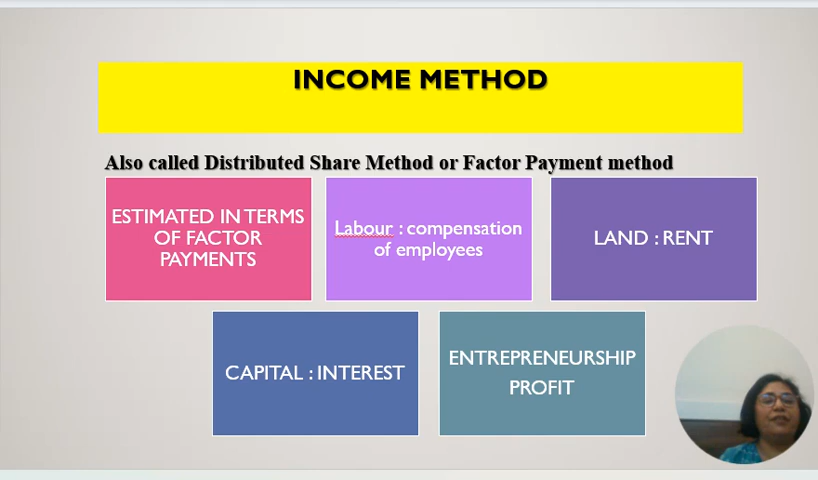 INCOME METHOD
Also called Distributed Share Method or Factor Payment method
ESTIMATED IN TERMS
OF FACTOR
PAYMENTS
Labour : compensation
of employees
LAND : RENT
CAPITAL : INTEREST
ENTREPRENEURSHIP
PROFIT